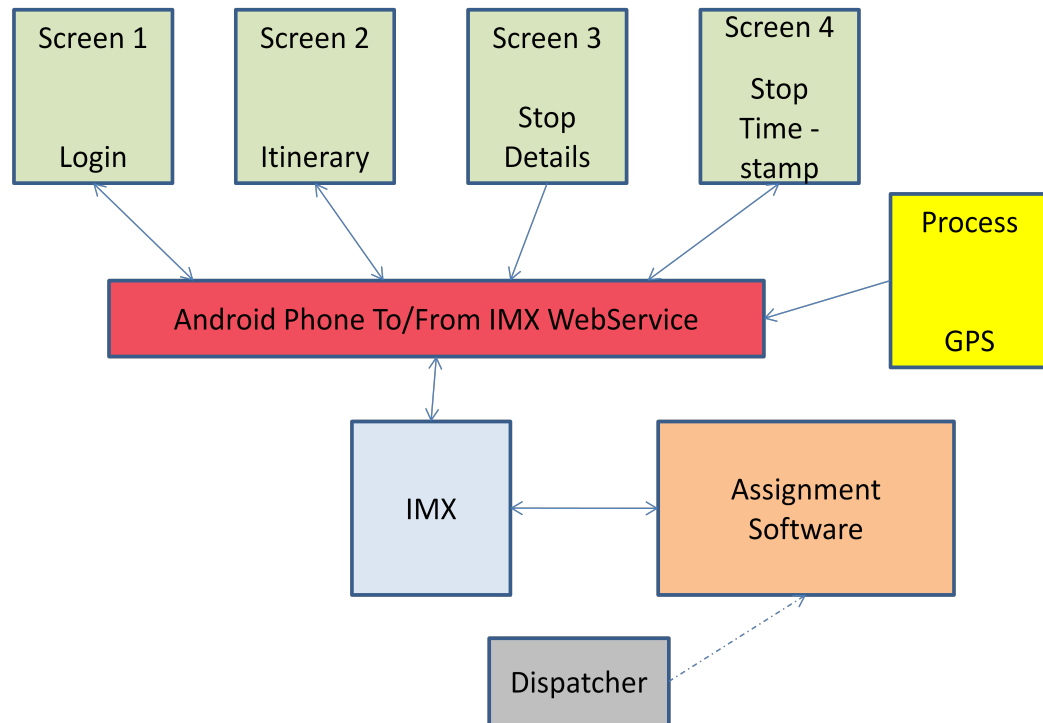 Screen 1
Login
Screen 2
Itinerary
Screen 3
Stop
Details
Screen 4
Stop
Time -
stamp
Process
GPS
Android Phone To/From IMX WebService
IMX
Assignment
Software
Dispatcher